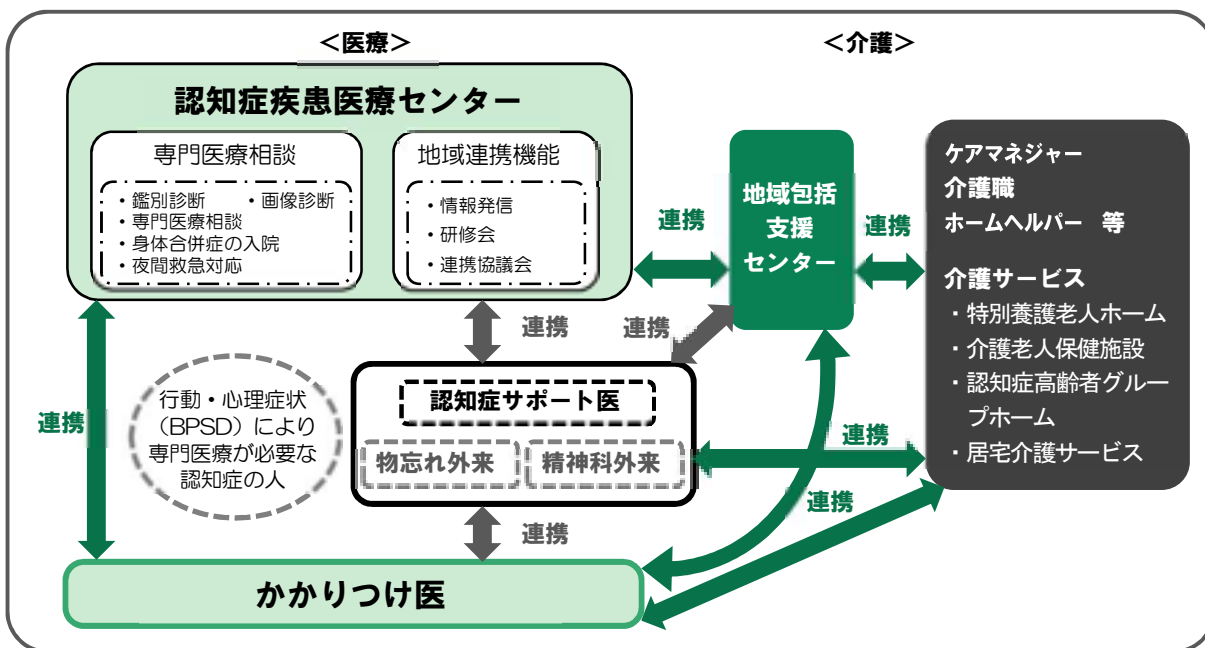 ＜医療＞
＜介護＞
認知症疾患医療センター
専門医療相談
・鑑別診断　・画像診断
・専門医療相談
・身体合併症の入院
・夜間救急対応
地域連携機能
・情報発信
・研修会
・連携協議会
連携
地域包括
支援
センター
連携
ケアマネジャー
介護職
ホームヘルパー　等
介護サービス
・特別養護老人ホーム
・介護老人保健施設
・認知症高齢者グルー
プホーム
・居宅介護サービス
連携
連携
連携
行動・心理症状
（BPSD）により
専門医療が必要な
認知症の人
認知症サポート医
物忘れ外来
精神科外来
連携
連携
連携
かかりつけ医